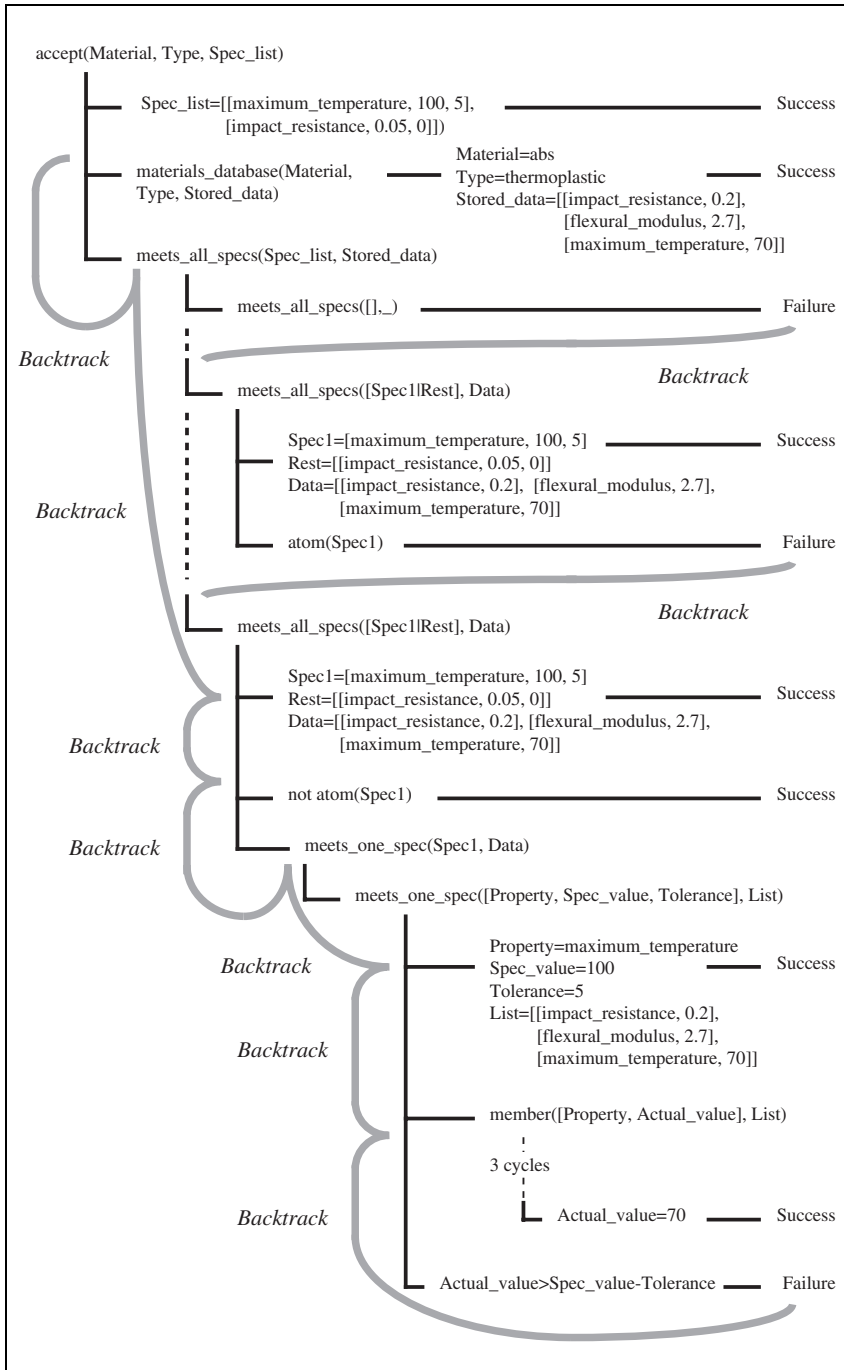 accept(Material, Type, Spec_list)
Spec_list=[[maximum_temperature, 100, 5], Success
[impact_resistance, 0.05, 0]])
Material=abs
materials_database(Material, Type=thermoplastic Success
Type, Stored_data) Stored_data=[[impact_resistance, 0.2],
[flexural_modulus, 2.7],
[maximum_temperature, 70]]
meets_all_specs(Spec_list, Stored_data)
meets_all_specs([],_) Failure
Backtrack
Backtrack
meets_all_specs([Spec1|Rest], Data)
Spec1=[maximum_temperature, 100, 5] Success
Rest=[[impact_resistance, 0.05, 0]]
Data=[[impact_resistance, 0.2], [flexural_modulus, 2.7],
[maximum_temperature, 70]]
Backtrack
atom(Spec1) Failure
Backtrack
meets_all_specs([Spec1|Rest], Data)
Spec1=[maximum_temperature, 100, 5]
Rest=[[impact_resistance, 0.05, 0]] Success
Data=[[impact_resistance, 0.2], [flexural_modulus, 2.7],
[maximum_temperature, 70]]
Backtrack
not atom(Spec1) Success
Backtrack
meets_one_spec(Spec1, Data)
meets_one_spec([Property, Spec_value, Tolerance], List)
Property=maximum_temperature
Backtrack
Spec_value=100 Success
Tolerance=5
List=[[impact_resistance, 0.2],
[flexural_modulus, 2.7],
[maximum_temperature, 70]]
Backtrack
member([Property, Actual_value], List)
3 cycles
Backtrack
Actual_value=70 Success
Actual_value>Spec_value-Tolerance Failure